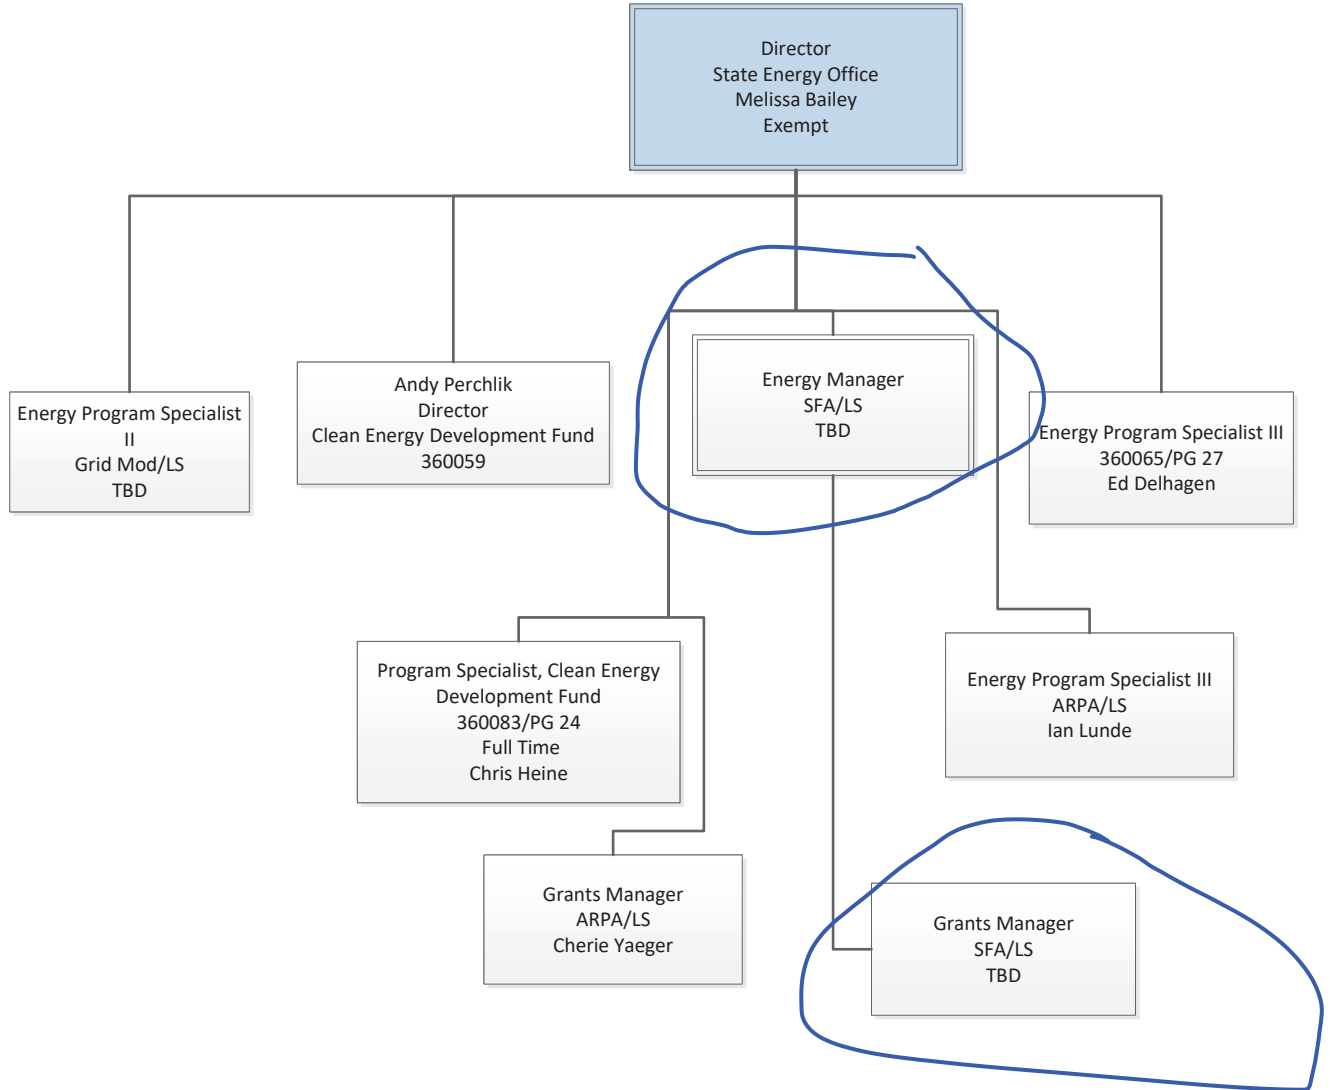 Director
State Energy Office
Melissa Bailey
Exempt
Energy Program Specialist
II
Grid Mod/LS
TBD
Andy Perchlik
Director
Clean Energy Development Fund
360059
Energy Manager
SFA/LS
TBD
Energy Program Specialist III
360065/PG 27
Ed Delhagen
Program Specialist, Clean Energy
Development Fund
360083/PG 24
Full Time
Chris Heine
Energy Program Specialist III
ARPA/LS
Ian Lunde
Grants Manager
ARPA/LS
Cherie Yaeger
Grants Manager
SFA/LS
TBD